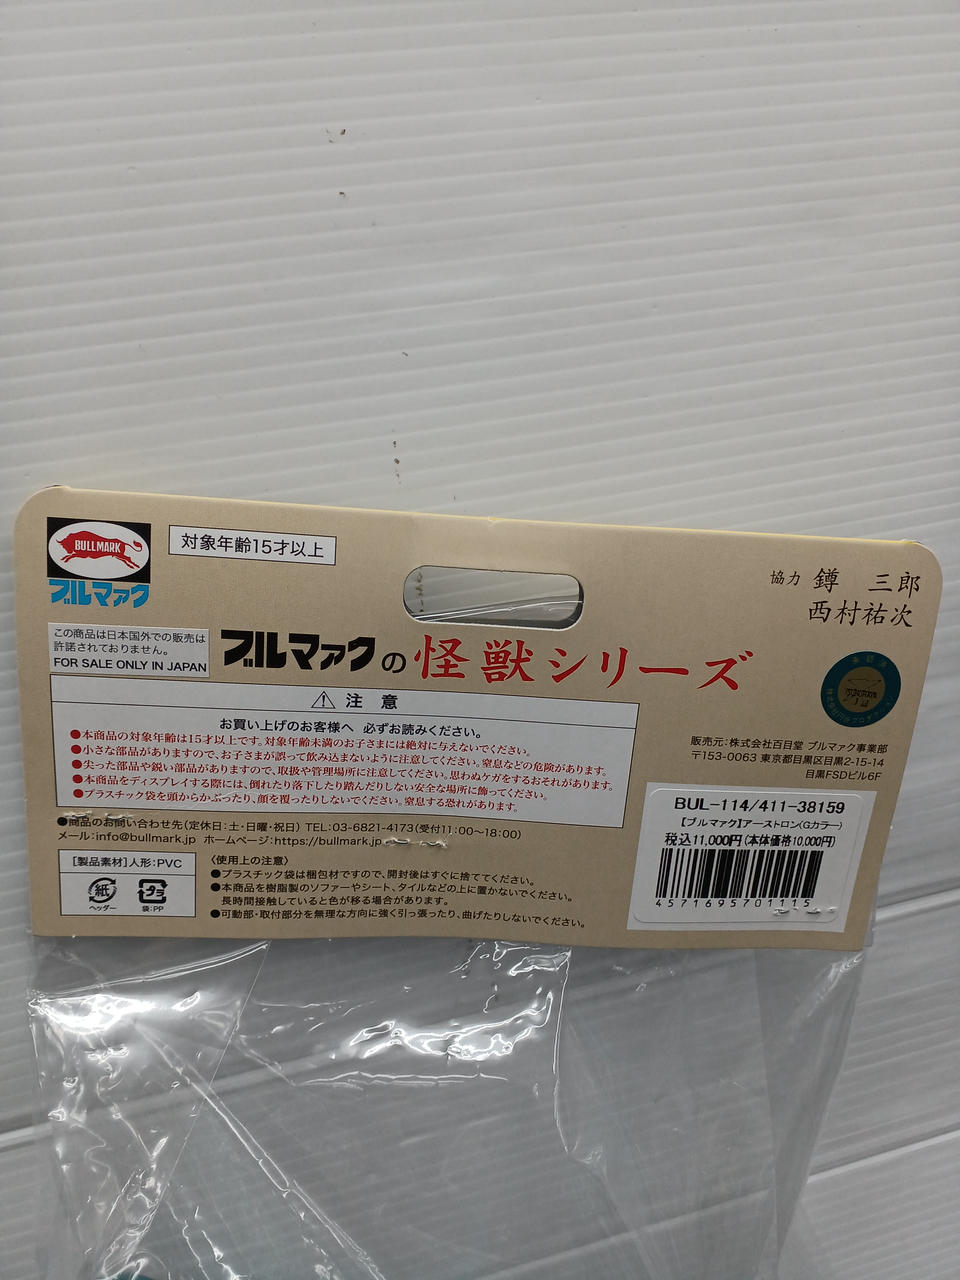 BULLMARK
ブルマァク
対象年齢15才以上
協力 鐏 三郎
西村祐次
この商品は日本国外での販売は
許諾されておりません。
FOR SALE ONLY IN JAPAN
ブルマァクの怪獣シリーズ
注 意
お買い上げのお客様へ 必ずお読みください。
●本商品の対象年齢は15才以上です。対象年齢未満のお子さまには絶対に与えないでください。
●小さな部品がありますので、お子さまが誤って飲み込まないように注意してください。窒息などの危険があります。
●尖った部品や鋭い部品がありますので、取扱や管理場所に注意してください。思わぬケガをするおそれがあります。
●本商品をディスプレイする際には、倒れたり落下したり踏んだりしない安全な場所に飾ってください。
●プラスチック袋を頭からかぶったり、顔を覆ったりしないでください。窒息する恐れがあります。
●商品のお問い合わせ先(定休日:土・日曜・祝日) TEL:03-6821-4173(受付11:00〜18:00)
メール:info@bullmark.jp ホームページ:https://bullmark.jp
販売元:株式会社百目堂 ブルマァク事業部
〒153-0063 東京都目黒区目黒2-15-14
目黒FSDビル6F
[製品素材]人形:PVC
紙
ヘッダー
プラ
袋:PP
〈使用上の注意〉
●プラスチック袋は梱包材ですので、開封後はすぐに捨ててください。
●本商品を樹脂製のソファーやシート、タイルなどの上に置かないでください。
長時間接触していると色が移る場合があります。
●可動部・取付部分を無理な方向に強く引っ張ったり、曲げたりしないでください。
BUL-114/411-38159
【ブルマァク】アーストロン(Gカラー)
税込11,000円(本体価格10,000円)
4571695701115